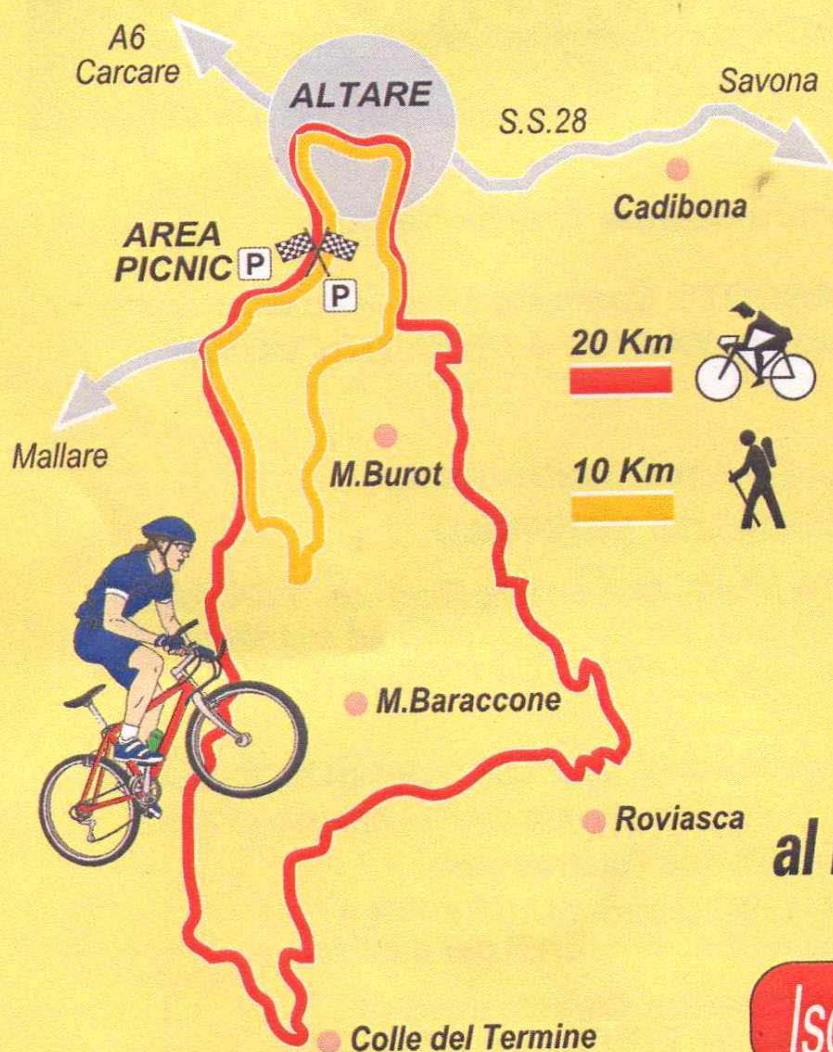 A6
Carcare
ALTARE
Savona
S.S.28
Cadibona
AREA
PICNIC P
P
20 Km
Mallare
M.Burot
10 Km
M.Baraccone
Roviasca
al
Colle del Termine